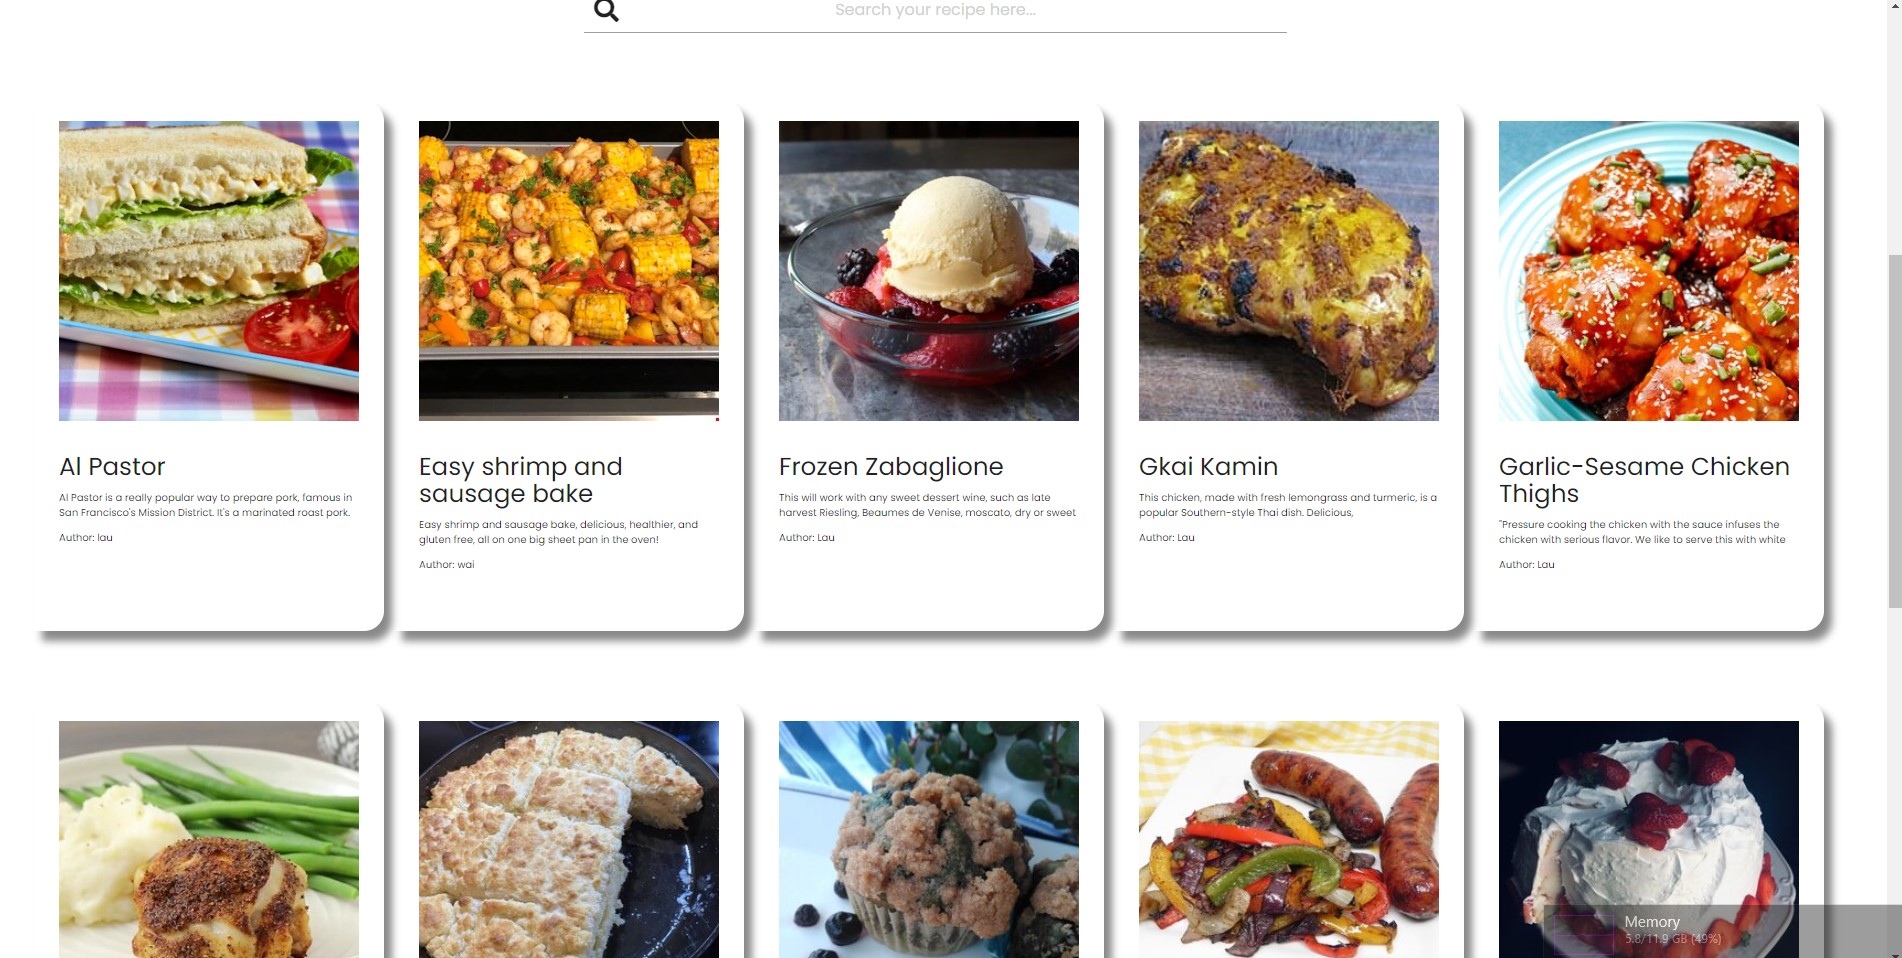 Search your recipe here...
Al Pastor
Al Pastor is a really popular way to prepare pork, famous in
San Francisco's Mission District. It's a marinated roast pork.
Author: lau
Easy shrimp and
sausage bake
Easy shrimp and sausage bake, delicious, healthier, and
gluten free, all on one big sheet pan in the oven!
Author: wai
Frozen Zabaglione
This will work with any sweet dessert wine, such as late
harvest Riesling, Beaumes de Venise, moscato, dry or sweet
Author: Lau
Gkai Kamin
This chicken, made with fresh lemongrass and turmeric, is a
popular Southern-style Thai dish. Delicious,
Author: Lau
Garlic-Sesame Chicken
Thighs
"Pressure cooking the chicken with the sauce infuses the
chicken with serious flavor. We like to serve this with white
Author: Lau
Memory
5.8/11.9 GB (49%)